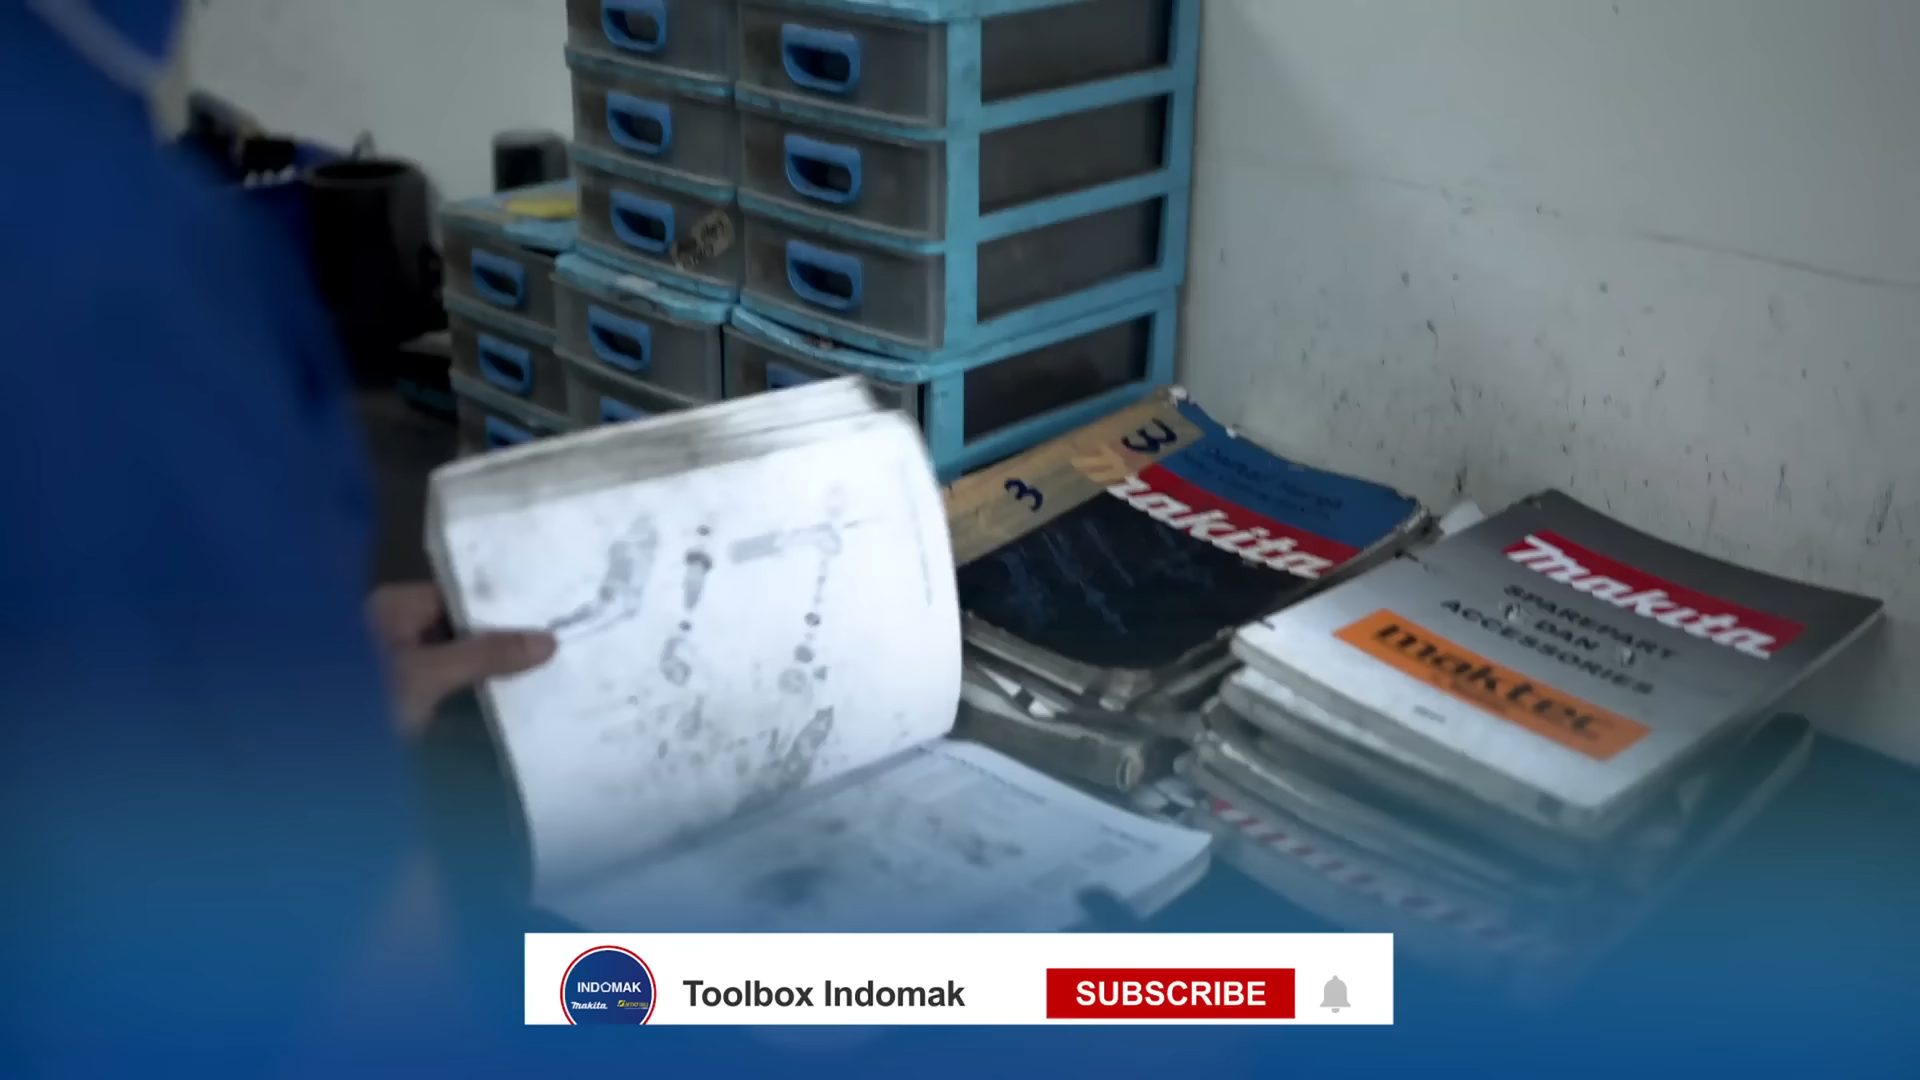 3
3
makita
makita
SPAREPART
DAN
ACCESSORIES
maktec
INDOMAK
makita
Toolbox Indomak
SUBSCRIBE